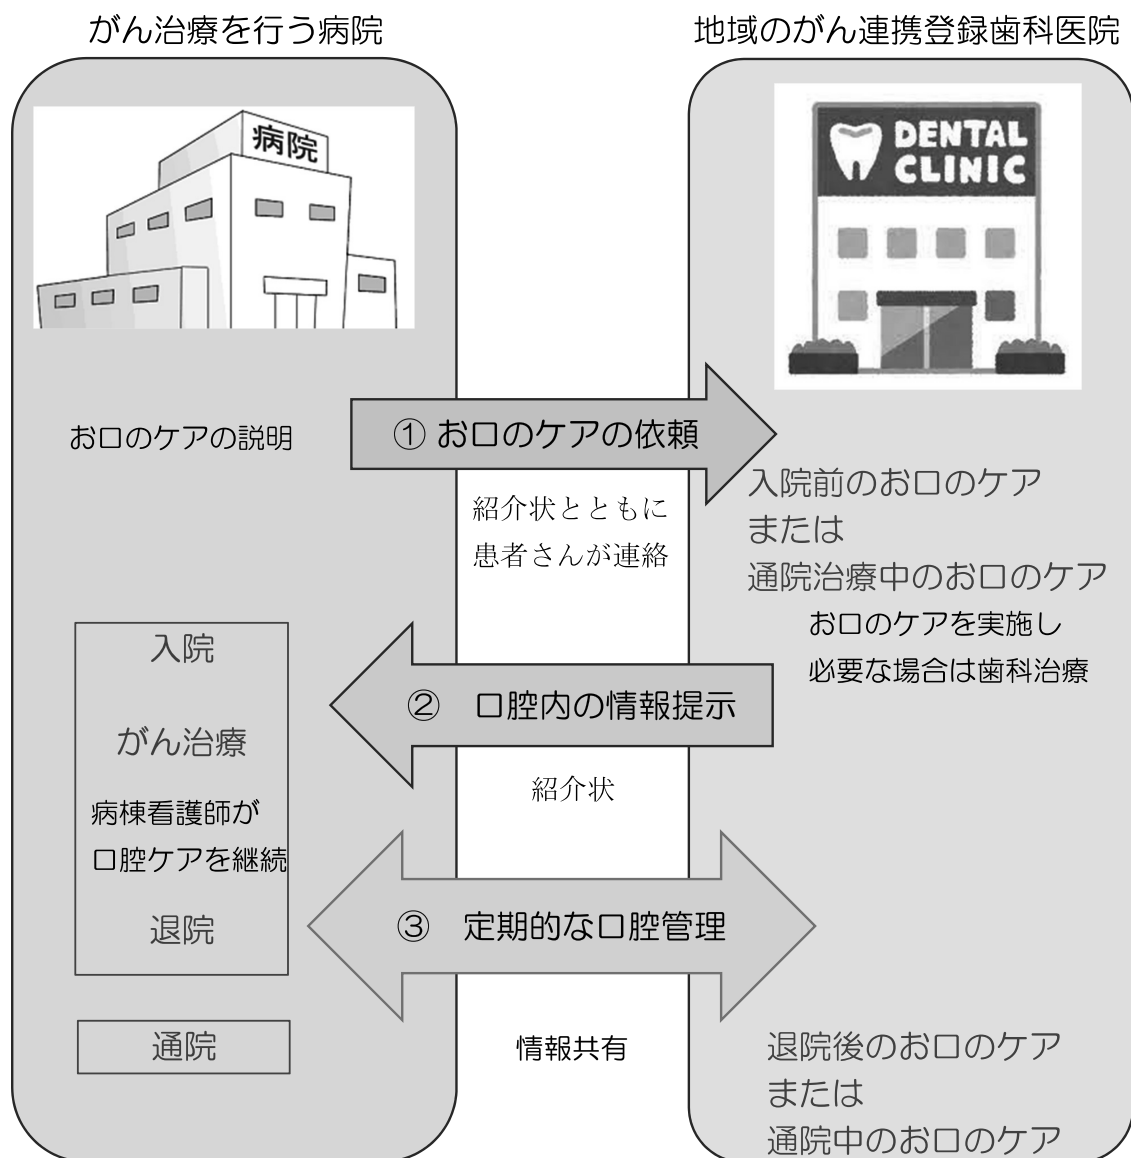 がん治療を行う病院
地域のがん連携登録歯科医院
病院
DENTAL
CLINIC
お口のケアの説明
① お口のケアの依頼
紹介状とともに
患者さんが連絡
入院前のお口のケア
または
通院治療中のお口のケア
お口のケアを実施し
必要な場合は歯科治療
② 口腔内の情報提示
紹介状
入院
がん治療
病棟看護師が
口腔ケアを継続
退院
③ 定期的な口腔管理
通院
情報共有
退院後のお口のケア
または
通院中のお口のケア